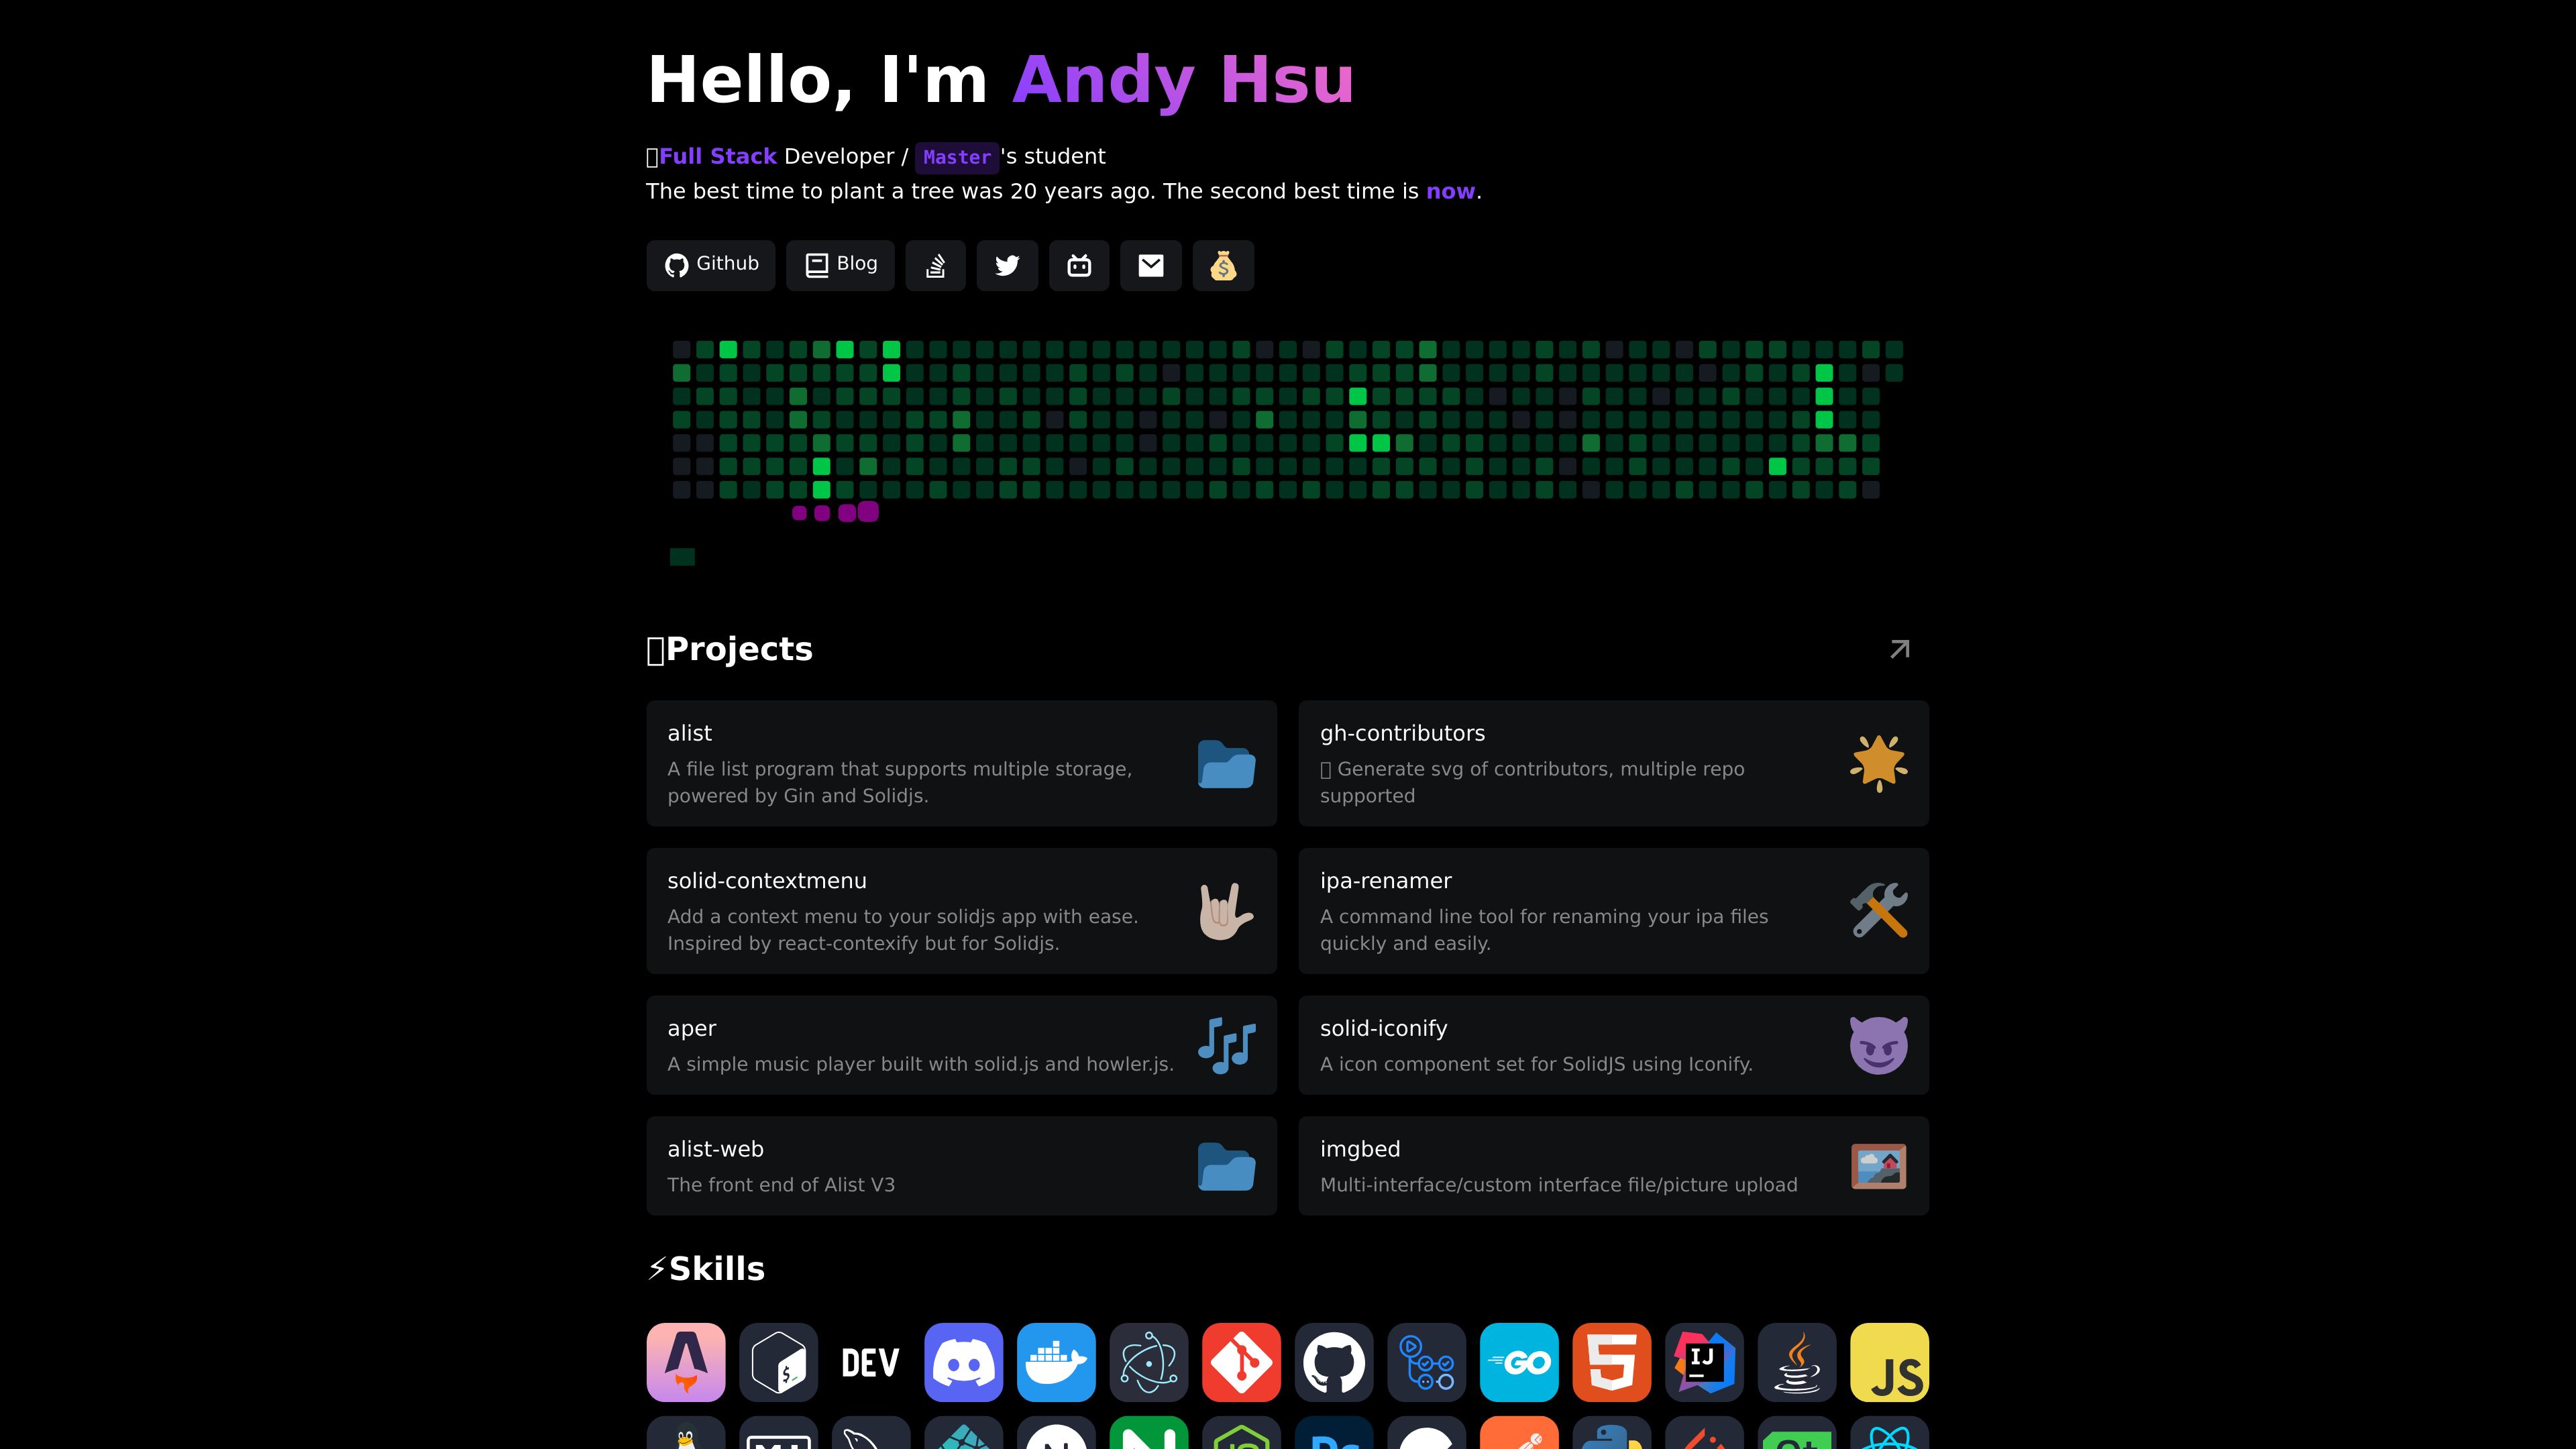 Hello, I'm Andy Hsu
Full Stack Developer / Master's student
The best time to plant a tree was 20 years ago. The second best time is now.
Github Blog
Projects
alist
A file list program that supports multiple storage,
powered by Gin and Solidjs.
gh-contributors
Generate svg of contributors, multiple repo
supported
solid-contextmenu
Add a context menu to your solidjs app with ease.
Inspired by react-contexify but for Solidjs.
ipa-renamer
A command line tool for renaming your ipa files
quickly and easily.
aper
A simple music player built with solid.js and howler.js.
solid-iconify
A icon component set for SolidJS using Iconify.
alist-web
The front end of Alist V3
imgbed
Multi-interface/custom interface file/picture upload
⚡Skills
DEV GO IJ JS